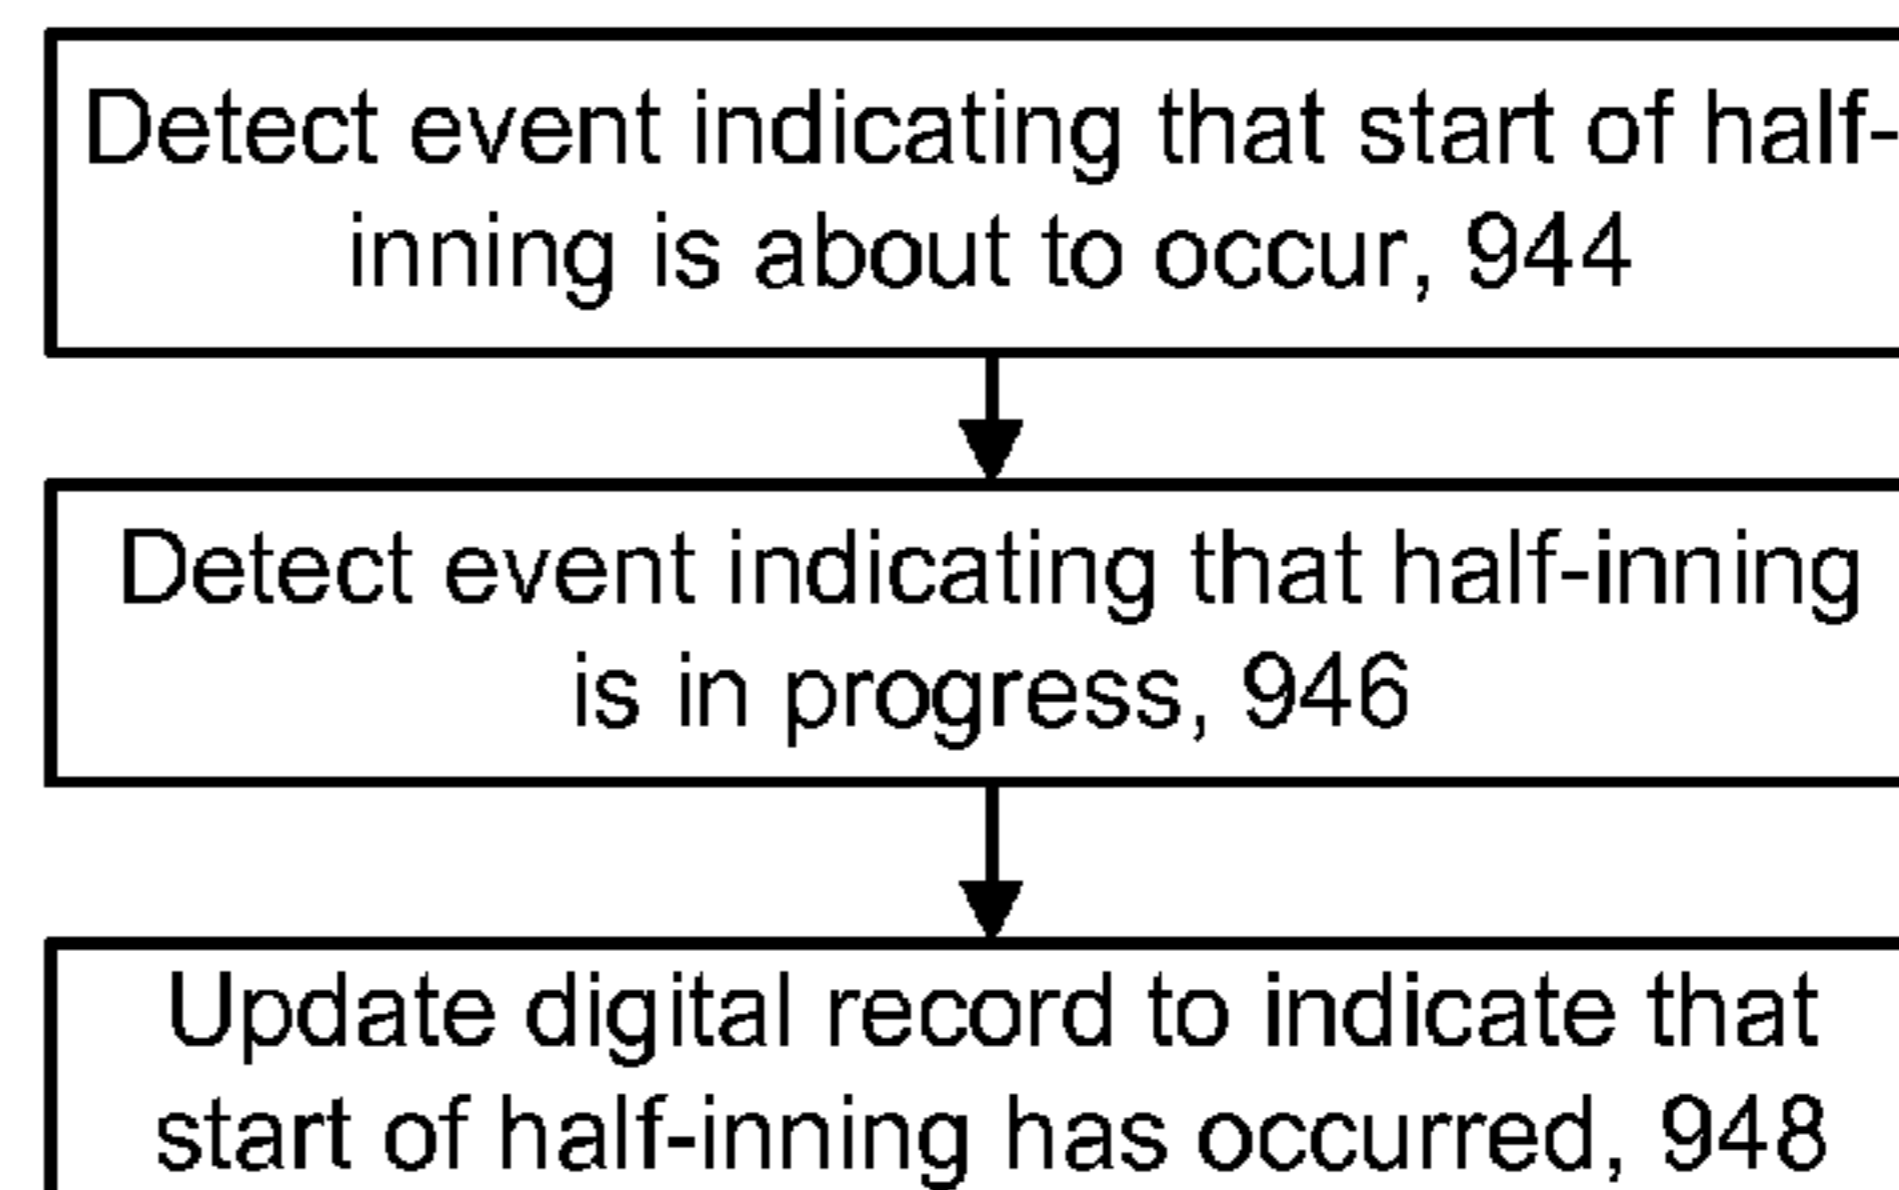 Detect event indicating that start of half-
inning is about to occur, 944
Detect event indicating that half-inning
is in progress, 946
Update digital record to indicate that
start of half-inning has occurred, 948